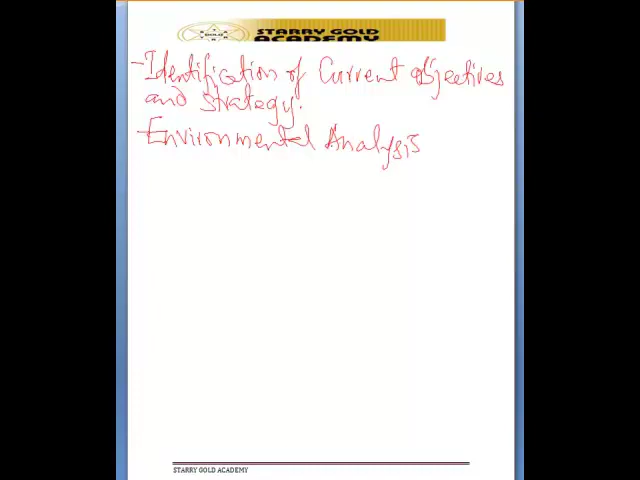 STARRY GOLD
ACADEMY
-Identification of Current objectives
and strategy.
-Environmental Analysis
STARRY GOLD ACADEMY